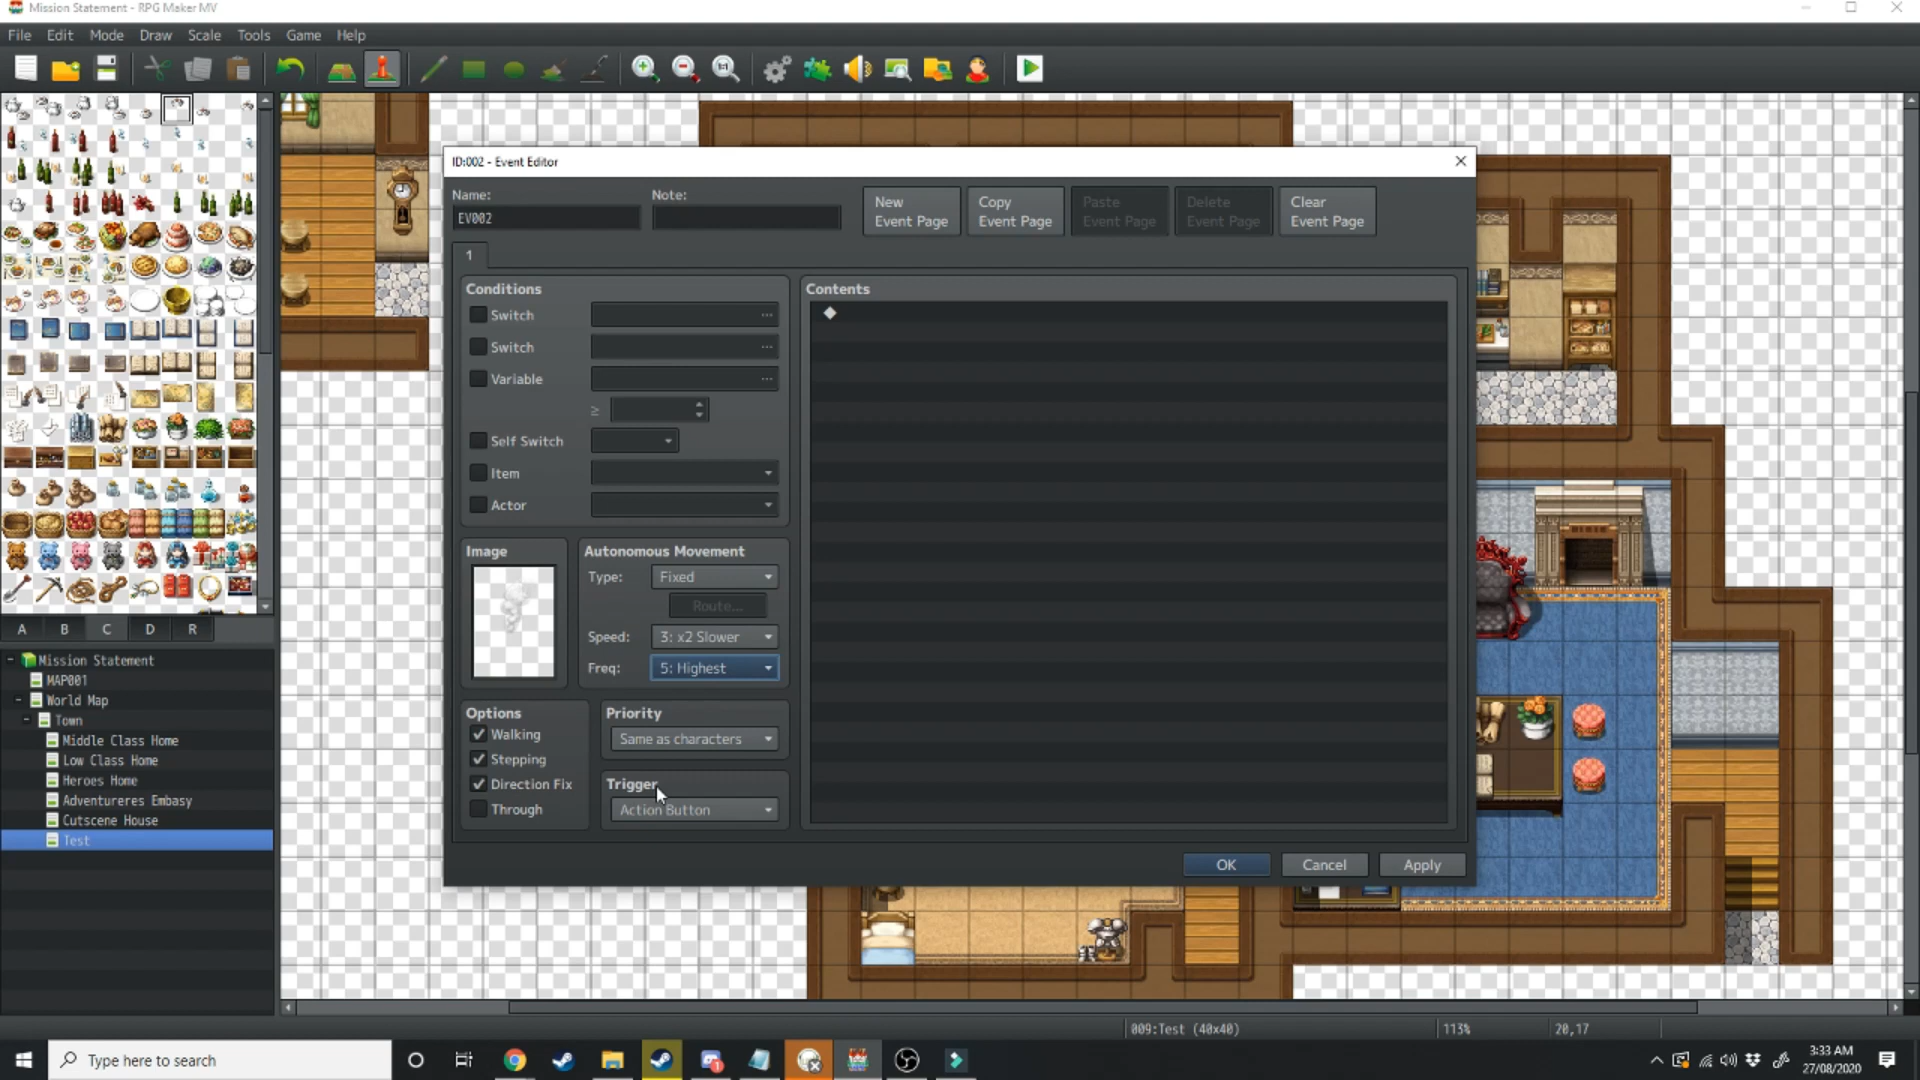 Mission Statement - RPG Maker MV
File Edit Mode Draw Scale Tools Game Help
ID:002 - Event Editor
Name:
EV002
Note:
New
Event Page
Copy
Event Page
Paste
Event Page
Delete
Event Page
Clear
Event Page
1
Conditions
Switch ...
Switch ...
Variable ...
≥
Self Switch
Item
Actor
Image
Autonomous Movement
Type: Fixed
Route...
Speed: 3: x2 Slower
Freq: 5: Highest
Options
Walking
Stepping
Direction Fix
Through
Priority
Same as characters
Trigger
Action Button
Contents
OK Cancel Apply
A B C D R
Mission Statement
MAP001
World Map
Town
Middle Class Home
Low Class Home
Heroes Home
Adventureres Embasy
Cutscene House
Test
009:Test (40x40) 113% 20,17
Type here to search
3:33 AM
27/08/2020